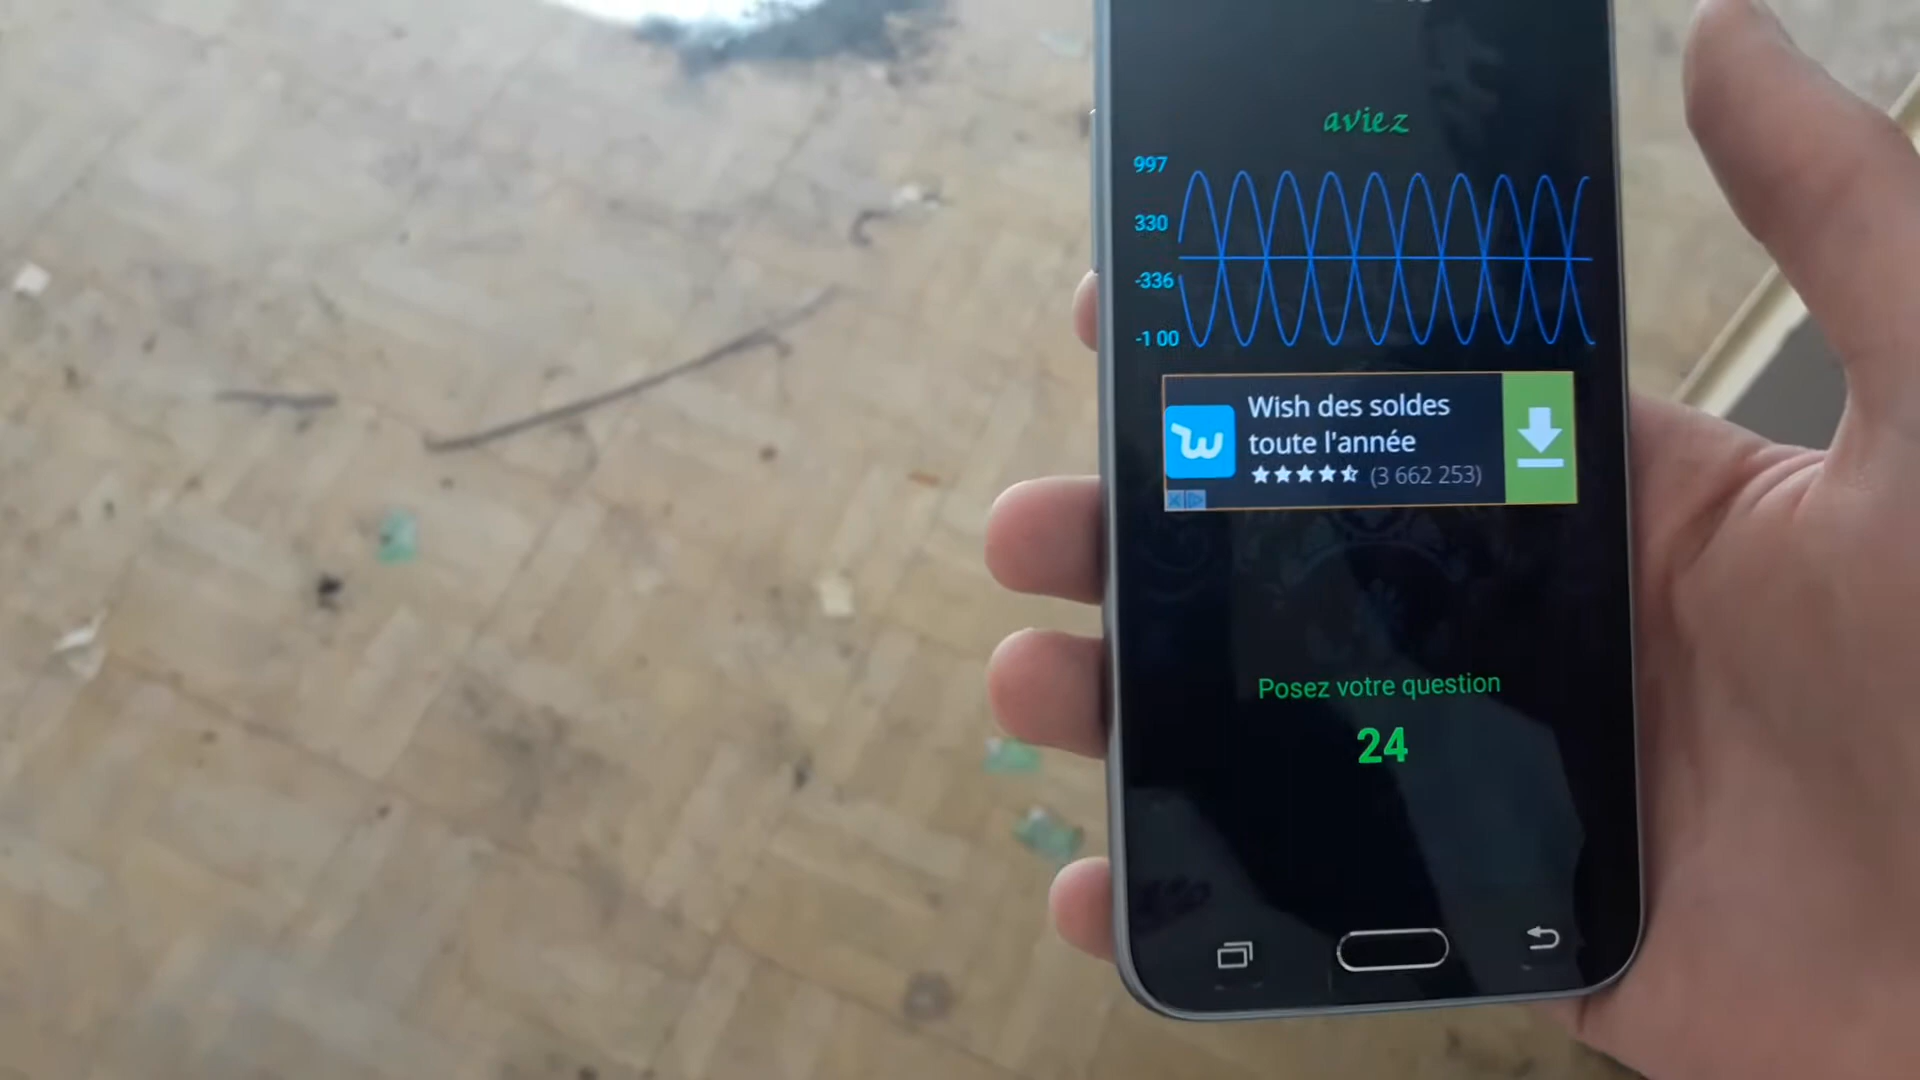 aviez
997
330
-336
-1 00
Wish des soldes
toute l'année
(3 662 253)
Posez votre question
24